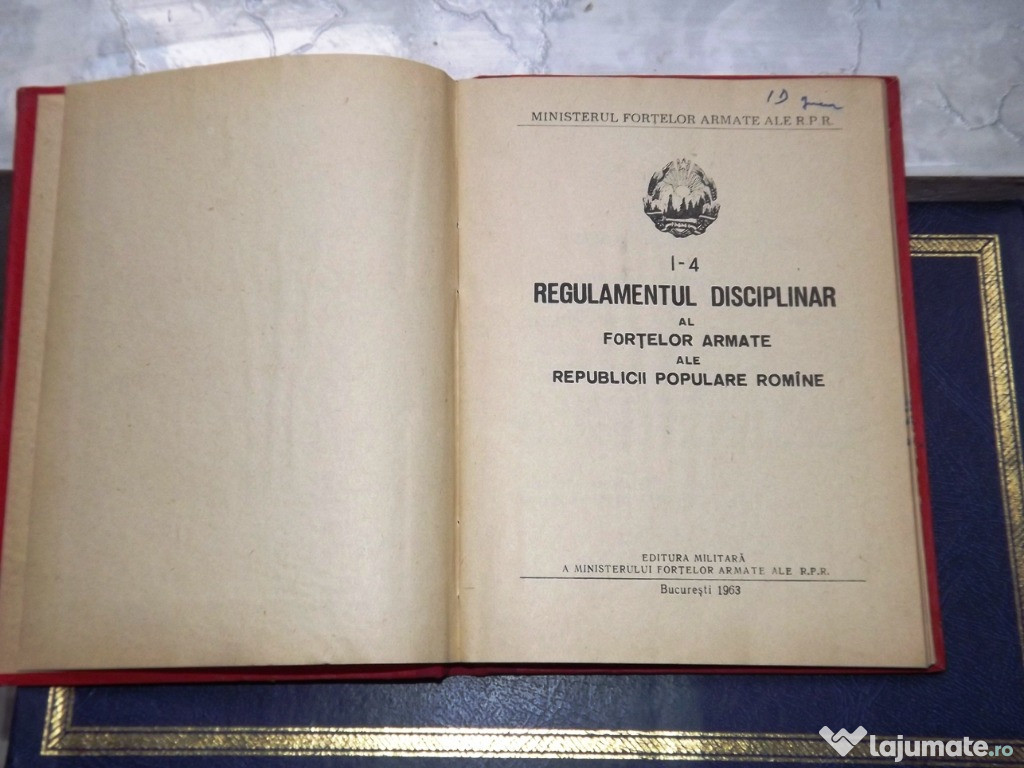 MINISTERUL FORȚELOR ARMATE ALE R.P.R.
I-4
REGULAMENTUL DISCIPLINAR
AL
FORȚELOR ARMATE
ALE
REPUBLICII POPULARE ROMÎNE
EDITURA MILITARĂ
A MINISTERULUI FORȚELOR ARMATE ALE R.P.R.
București 1963
lajumate.ro